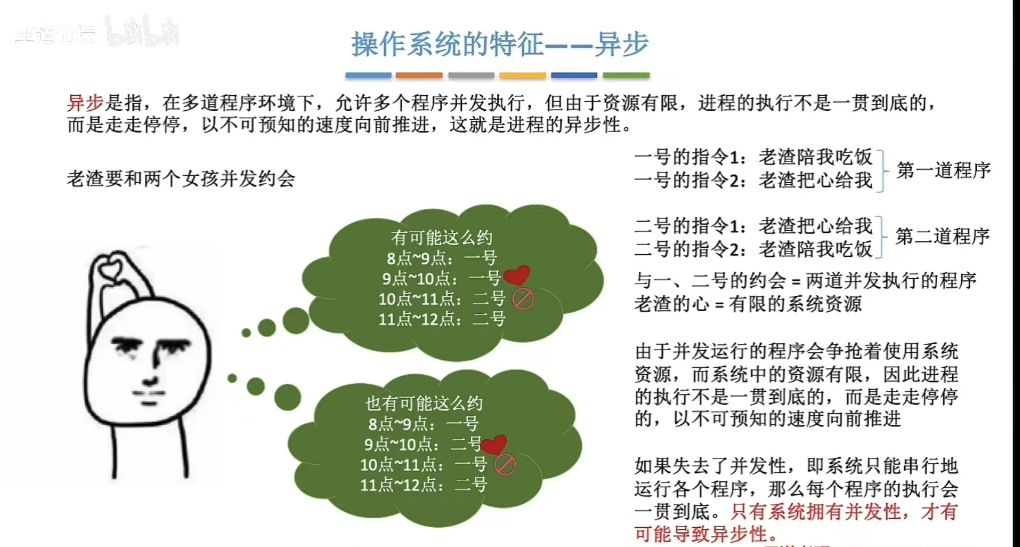 bilibili
操作系统的特征——异步
异步是指，在多道程序环境下，允许多个程序并发执行，但由于资源有限，进程的执行不是一贯到底的，
而是走走停停，以不可预知的速度向前推进，这就是进程的异步性。
老渣要和两个女孩并发约会
一号的指令1：老渣陪我吃饭
一号的指令2：老渣把心给我
第一道程序
二号的指令1：老渣把心给我
二号的指令2：老渣陪我吃饭
第二道程序
有可能这么约
8点~9点：一号
9点~10点：一号
10点~11点：二号
11点~12点：二号
也有可能这么约
8点~9点：一号
9点~10点：二号
10点~11点：一号
11点~12点：二号
与一、二号的约会 = 两道并发执行的程序
老渣的心 = 有限的系统资源
由于并发运行的程序会争抢着使用系统
资源，而系统中的资源有限，因此进程
的执行不是一贯到底的，而是走走停停
的，以不可预知的速度向前推进
如果失去了并发性，即系统只能串行地
运行各个程序，那么每个程序的执行会
一贯到底。只有系统拥有并发性，才有
可能导致异步性。